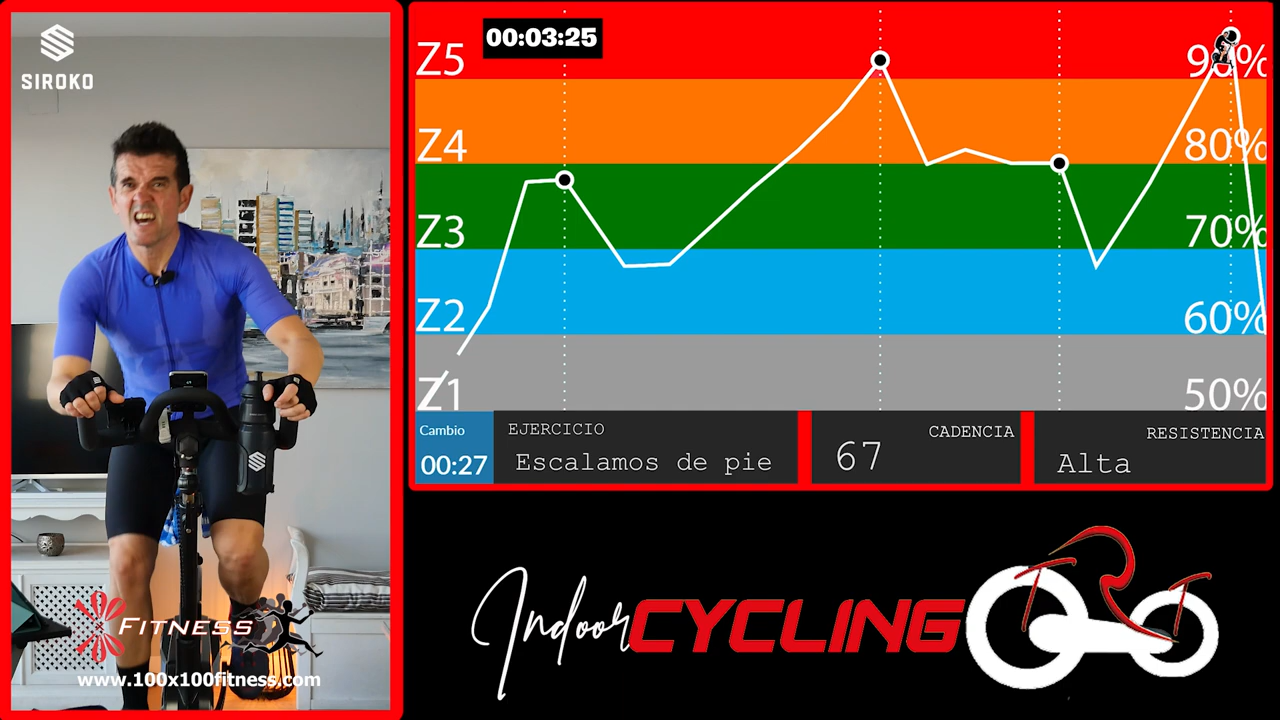 SIROKO
FITNESS
www.100x100fitness.com
00:03:25
Z5
Z4
80%
Z3
70%
Z2
60%
Z1
50%
Cambio
00:27
EJERCICIO
Escalamos de pie
CADENCIA
67
RESISTENCIA
Alta
Indoor CYCLING
TRT